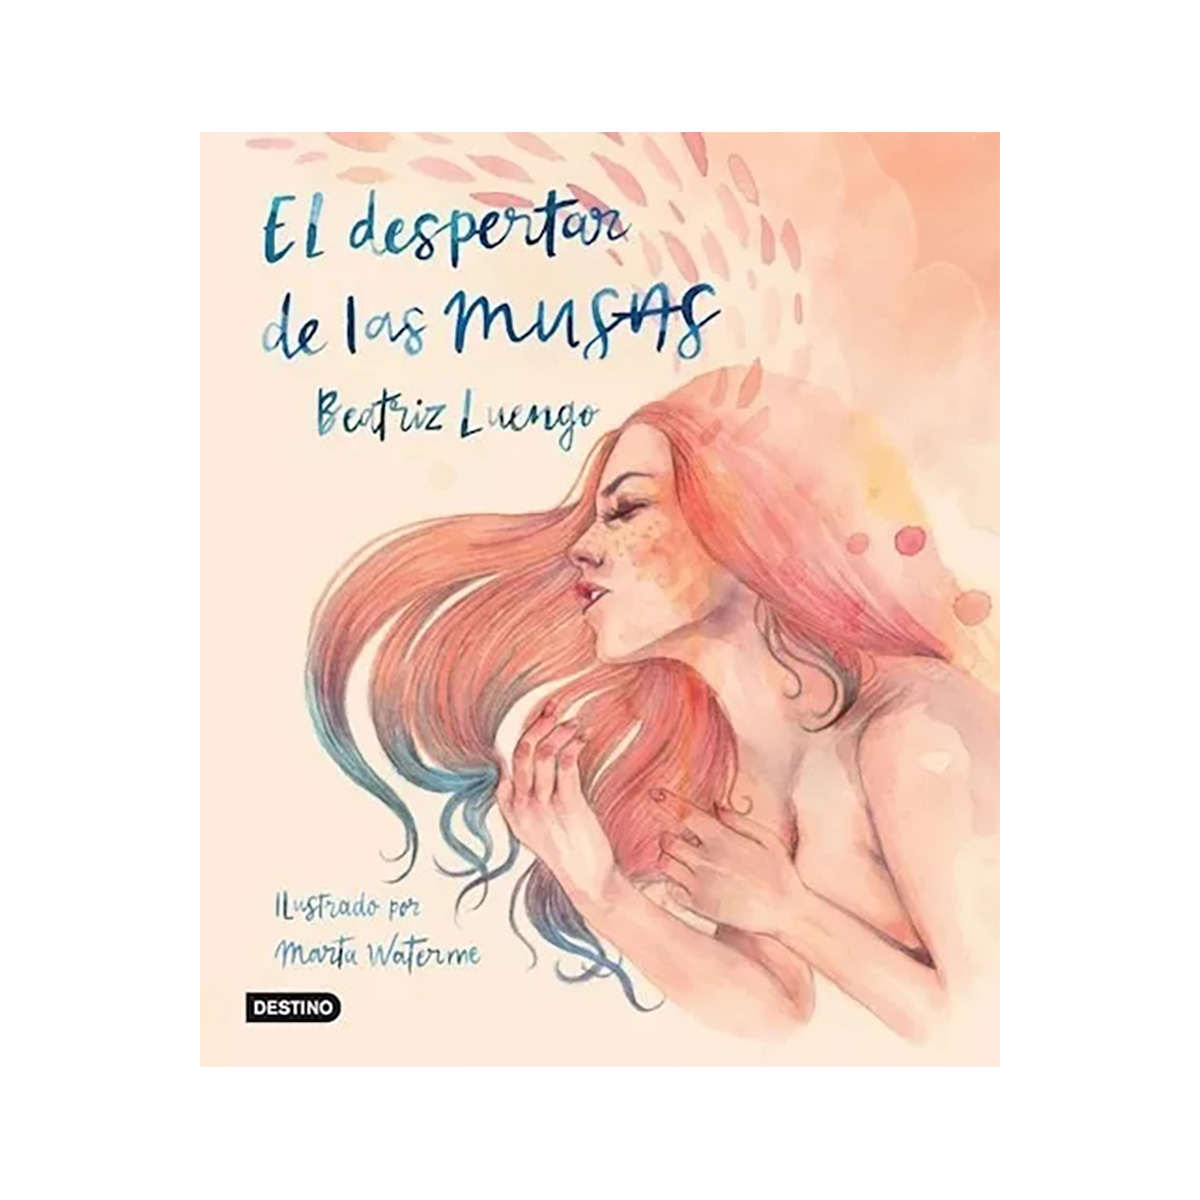 El despertar
de las MUSAS
Beatriz Luengo
ILustrado por
Marta Waterme
DESTINO